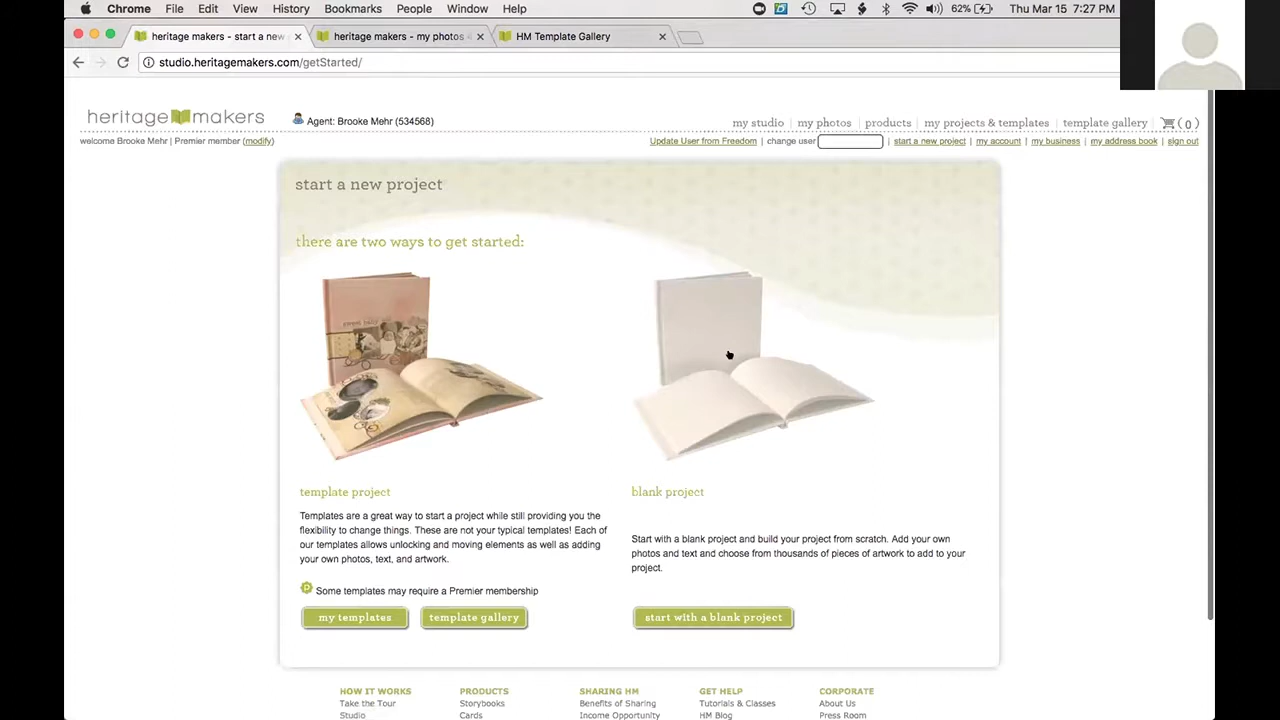 Chrome File Edit View History Bookmarks People Window Help 62% Thu Mar 15 7:27 PM
heritage makers - start a new heritage makers - my photos HM Template Gallery
studio.heritagemakers.com/getStarted/
heritage makers Agent: Brooke Mehr (534568) my studio | my photos | products | my projects & templates | template gallery | ( 0 )
welcome Brooke Mehr | Premier member (modify) Update User from Freedom | change user | start a new project | my account | my business | my address book | sign out
start a new project
there are two ways to get started:
template project
Templates are a great way to start a project while still providing you the
flexibility to change things. These are not your typical templates! Each of
our templates allows unlocking and moving elements as well as adding
your own photos, text, and artwork.
Some templates may require a Premier membership
my templates template gallery
blank project
Start with a blank project and build your project from scratch. Add your own
photos and text and choose from thousands of pieces of artwork to add to your
project.
start with a blank project
HOW IT WORKS PRODUCTS SHARING HM GET HELP CORPORATE
Take the Tour Storybooks Benefits of Sharing Tutorials & Classes About Us
Studio Cards Income Opportunity HM Blog Press Room